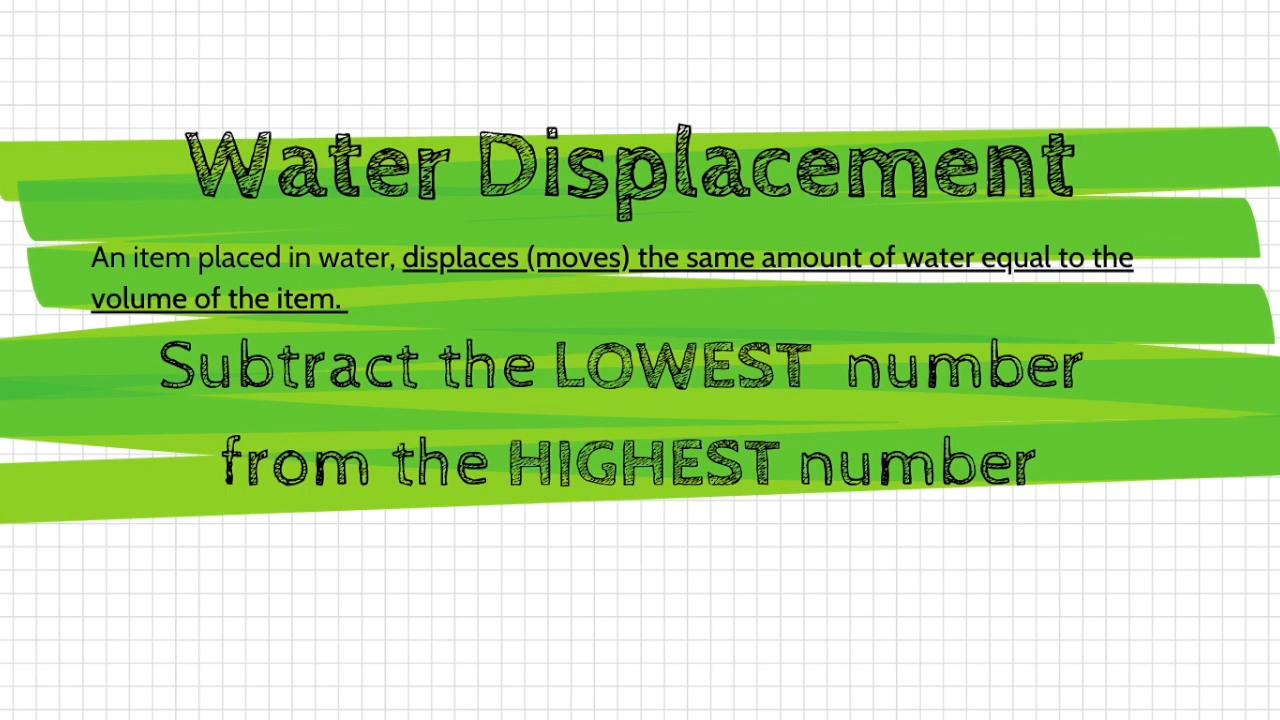 Water Displacement
An item placed in water, displaces (moves) the same amount of water equal to the
volume of the item.
Subtract the LOWEST number
from the HIGHEST number